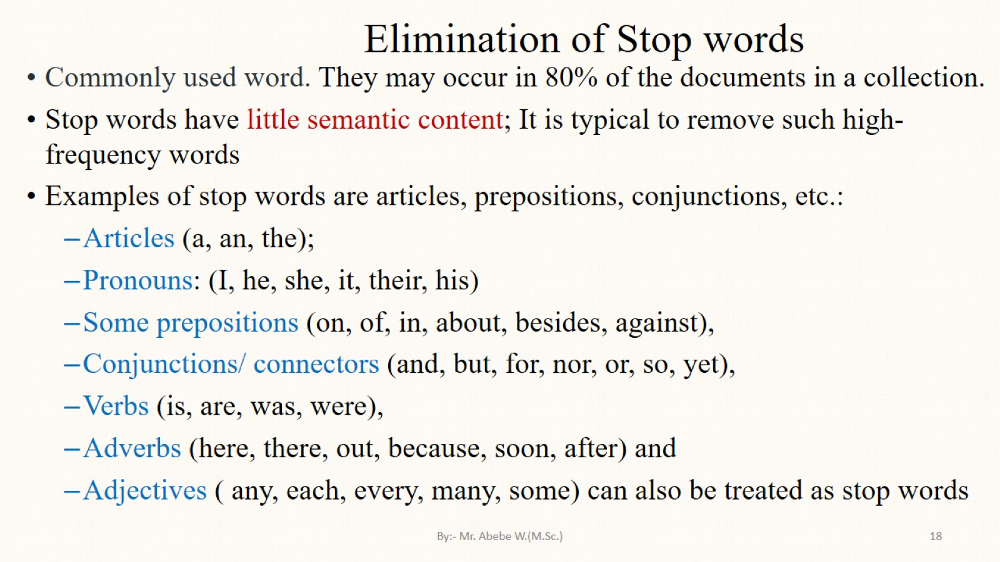 Elimination of Stop words
• Commonly used word. They may occur in 80% of the documents in a collection.
• Stop words have little semantic content; It is typical to remove such high-
frequency words
• Examples of stop words are articles, prepositions, conjunctions, etc.:
–Articles (a, an, the);
–Pronouns: (I, he, she, it, their, his)
–Some prepositions (on, of, in, about, besides, against),
–Conjunctions/ connectors (and, but, for, nor, or, so, yet),
–Verbs (is, are, was, were),
–Adverbs (here, there, out, because, soon, after) and
–Adjectives ( any, each, every, many, some) can also be treated as stop words
By:- Mr. Abebe W.(M.Sc.)
18